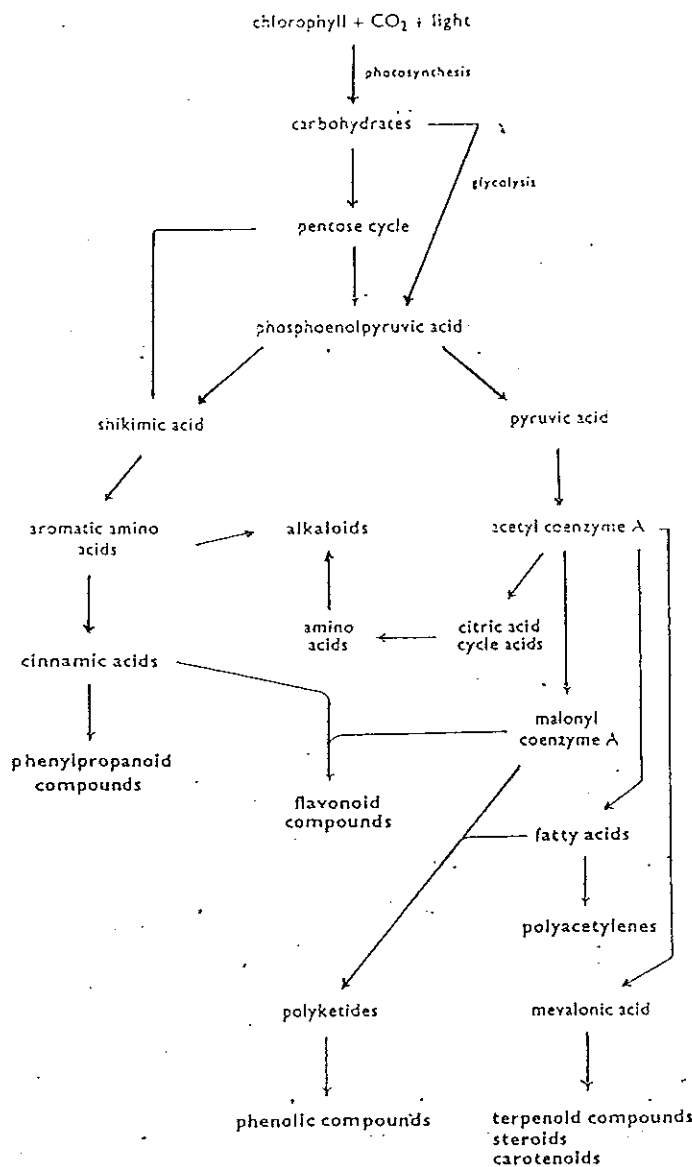 chlorophyll + CO₂ + light
photosynthesis
carbohydrates
glycolysis
pentose cycle
phosphoenolpyruvic acid
shikimic acid
pyruvic acid
aromatic amino
acids
alkaloids
acetyl coenzyme A
amino
acids
citric acid
cycle acids
cinnamic acids
malonyl
coenzyme A
phenylpropanoid
compounds
flavonoid
compounds
fatty acids
polyacetylenes
polyketides
mevalonic acid
phenolic compounds
terpenoid compounds
steroids
carotenoids